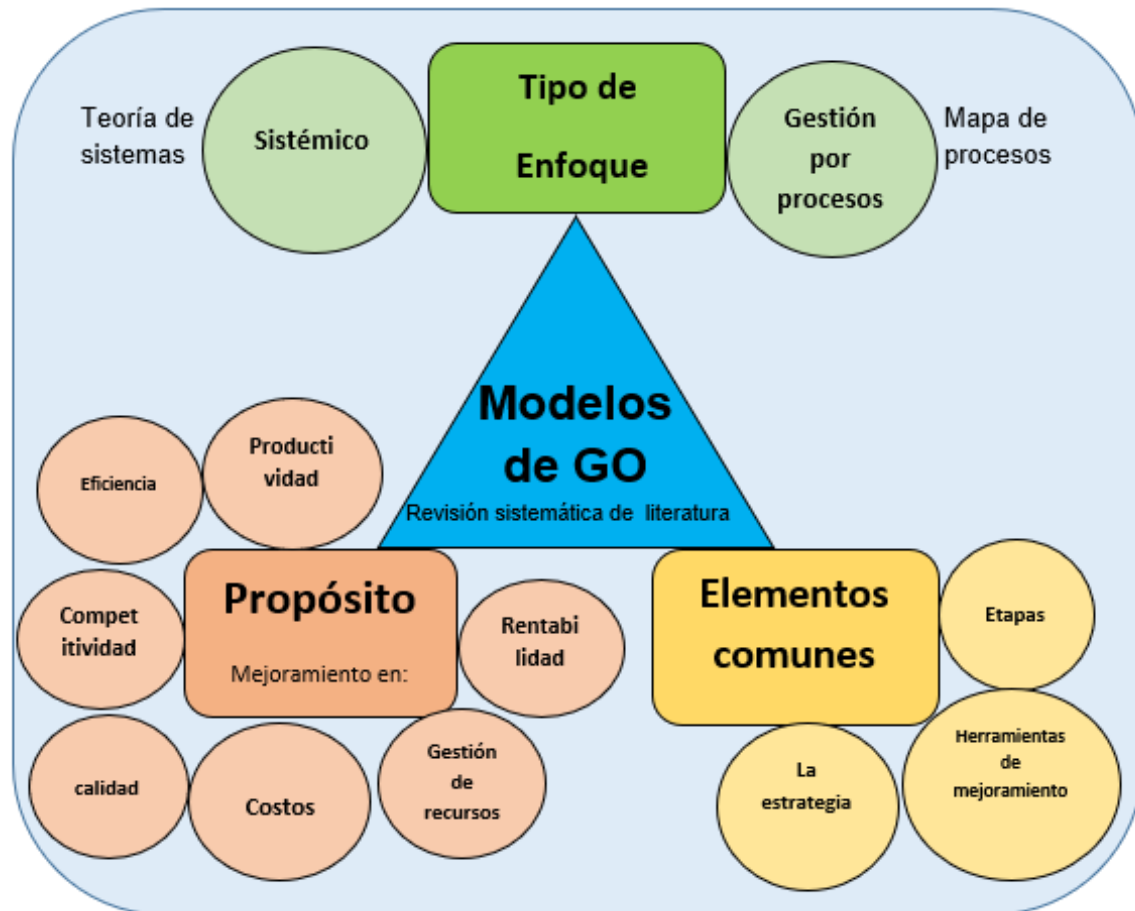 Teoría de
sistemas
Sistémico
Tipo de
Enfoque
Gestión
por
procesos
Mapa de
procesos
Modelos
de GO
Revisión sistemática de literatura
Eficiencia
Producti
vidad
Compet
itividad
Propósito
Mejoramiento en:
Rentabi
lidad
calidad
Costos
Gestión
de
recursos
Elementos
comunes
Etapas
La
estrategia
Herramientas
de
mejoramiento